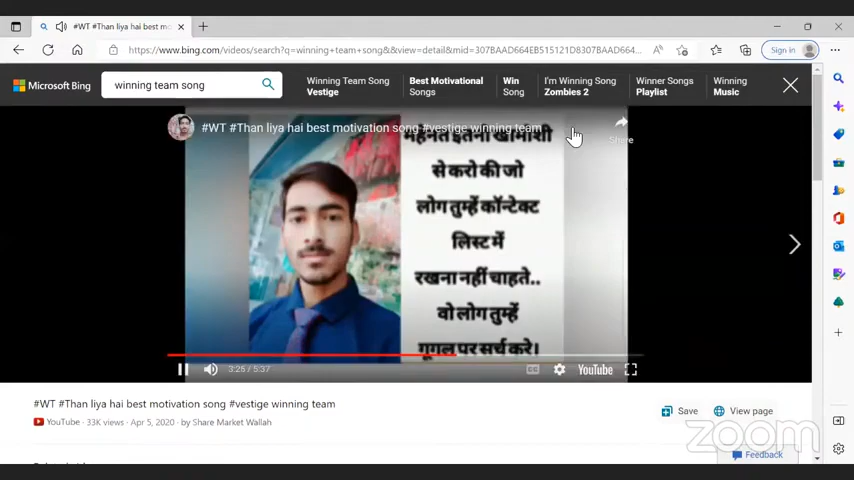 #WT #Than liya hai best mo
https://www.bing.com/videos/search?q=winning+team+song&&view=detail&mid=307BAAD664EB515121D8307BAAD664...
Sign in
Microsoft Bing
winning team song
Winning Team Song
Vestige
Best Motivational
Songs
Win
Song
I'm Winning Song
Zombies 2
Winner Songs
Playlist
Winning
Music
#WT #Than liya hai best motivation song #vestige winning team
Share
मेहनत इतनी खामोशी
से करो की जो
लोग तुम्हें कॉन्टेक्ट
लिस्ट में
रखना नहीं चाहते..
वो लोग तुम्हें
गूगल पर सर्च करे।
3:25 / 5:37
CC
YouTube
#WT #Than liya hai best motivation song #vestige winning team
YouTube · 33K views · Apr 5, 2020 · by Share Market Wallah
Save
View page
zoom
Feedback